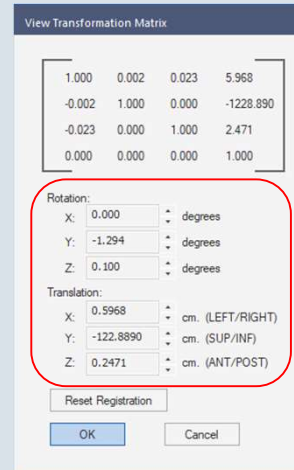 View Transformation Matrix
1.000 0.002 0.023 5.968
-0.002 1.000 0.000 -1228.890
-0.023 0.000 1.000 2.471
0.000 0.000 0.000 1.000
Rotation:
X: 0.000 degrees
Y: -1.294 degrees
Z: 0.100 degrees
Translation:
X: 0.5968 cm. (LEFT/RIGHT)
Y: -122.8890 cm. (SUP/INF)
Z: 0.2471 cm. (ANT/POST)
Reset Registration
OK Cancel